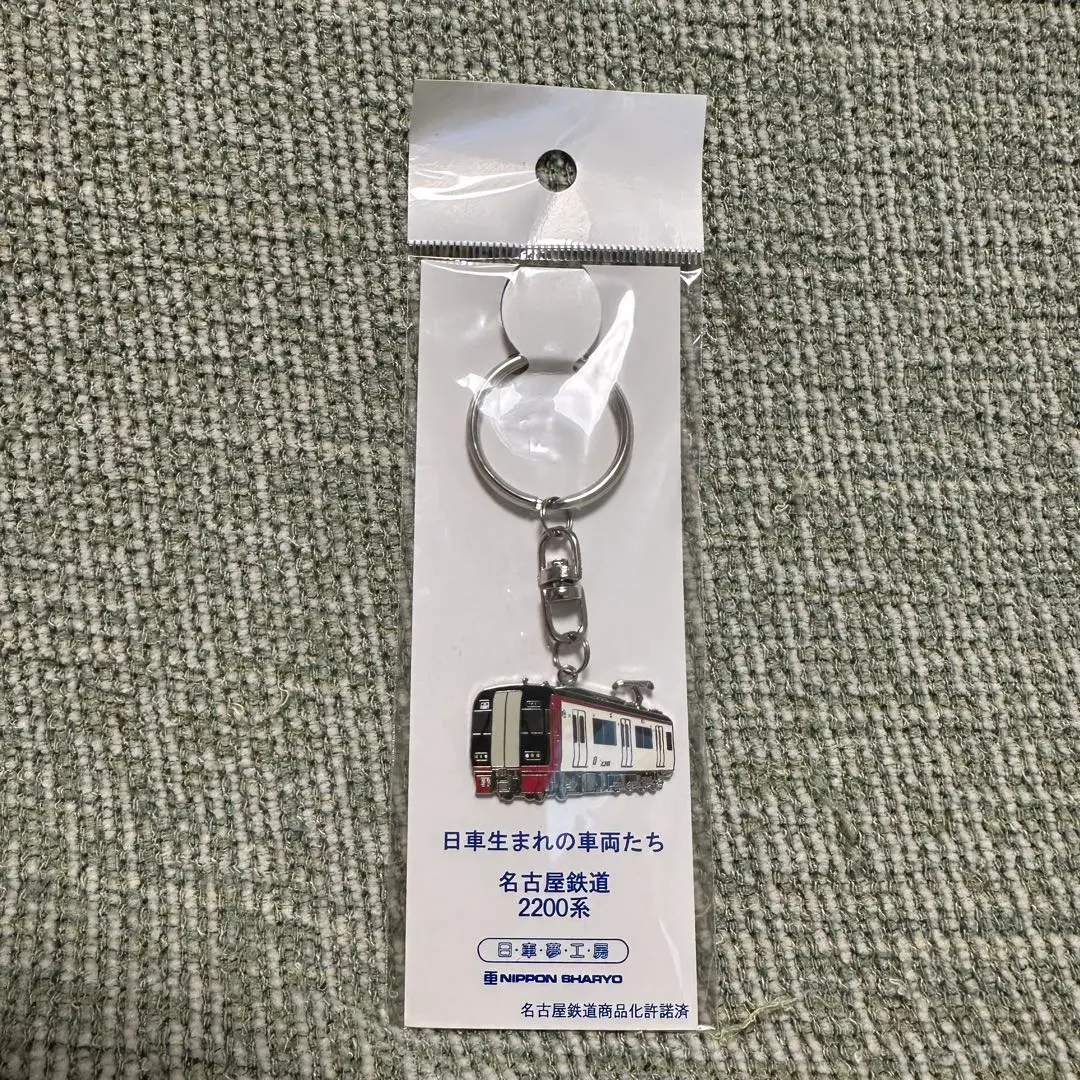 日車生まれの車両たち
名古屋鉄道
2200系
日・車・夢・工・房
NIPPON SHARYO
名古屋鉄道商品化許諾済